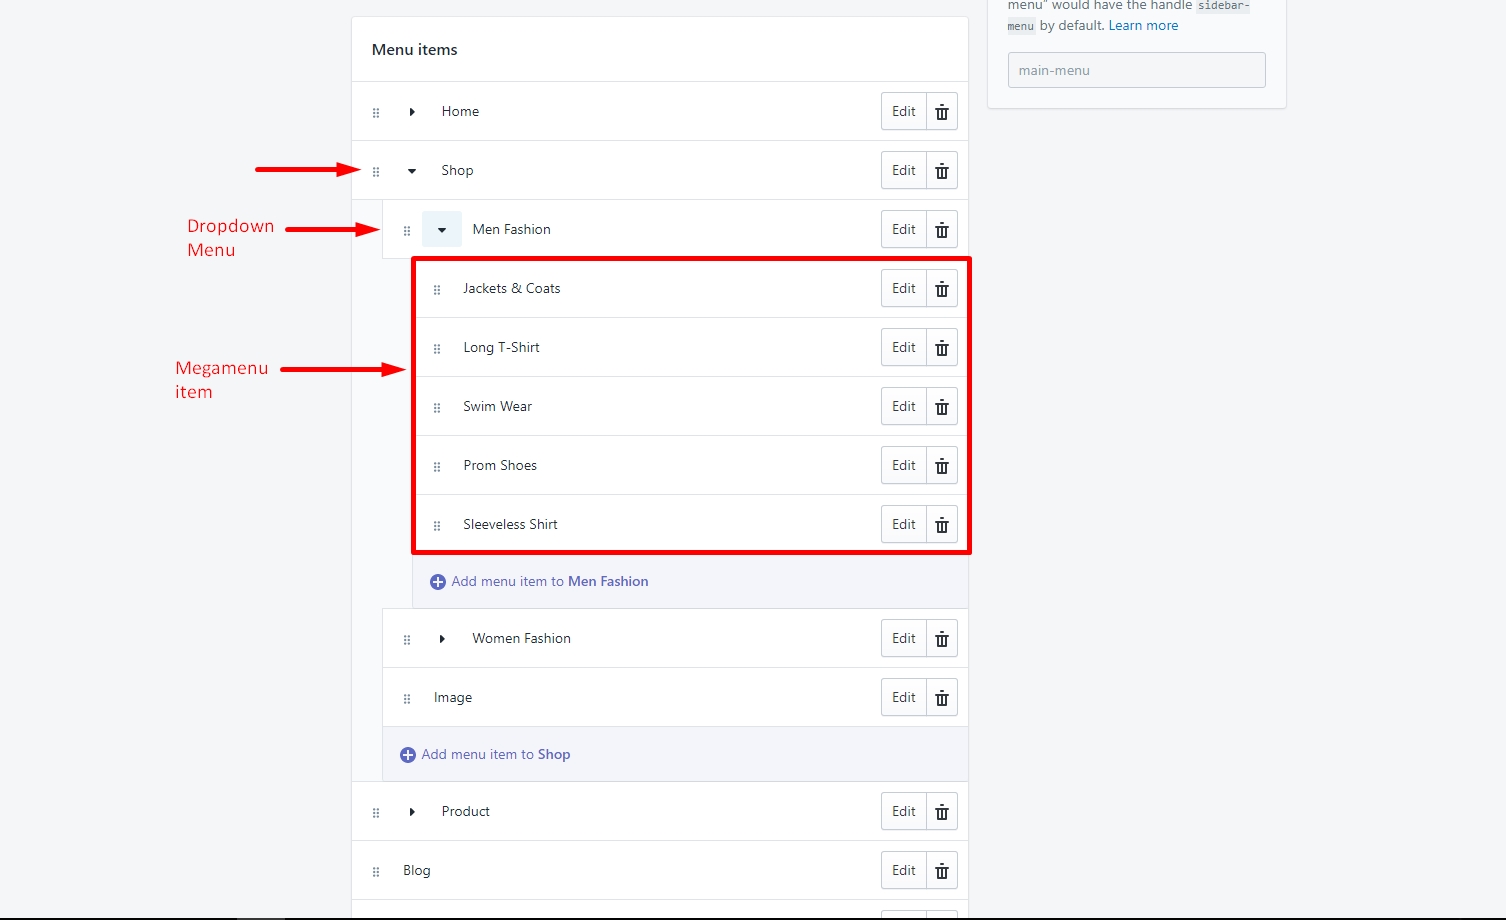 menu" would have the handle sidebar-
menu by default. Learn more
main-menu
Menu items
Home Edit
Shop Edit
Dropdown
Menu
Men Fashion Edit
Jackets & Coats Edit
Long T-Shirt Edit
Megamenu
item
Swim Wear Edit
Prom Shoes Edit
Sleeveless Shirt Edit
Add menu item to Men Fashion
Women Fashion Edit
Image Edit
Add menu item to Shop
Product Edit
Blog Edit